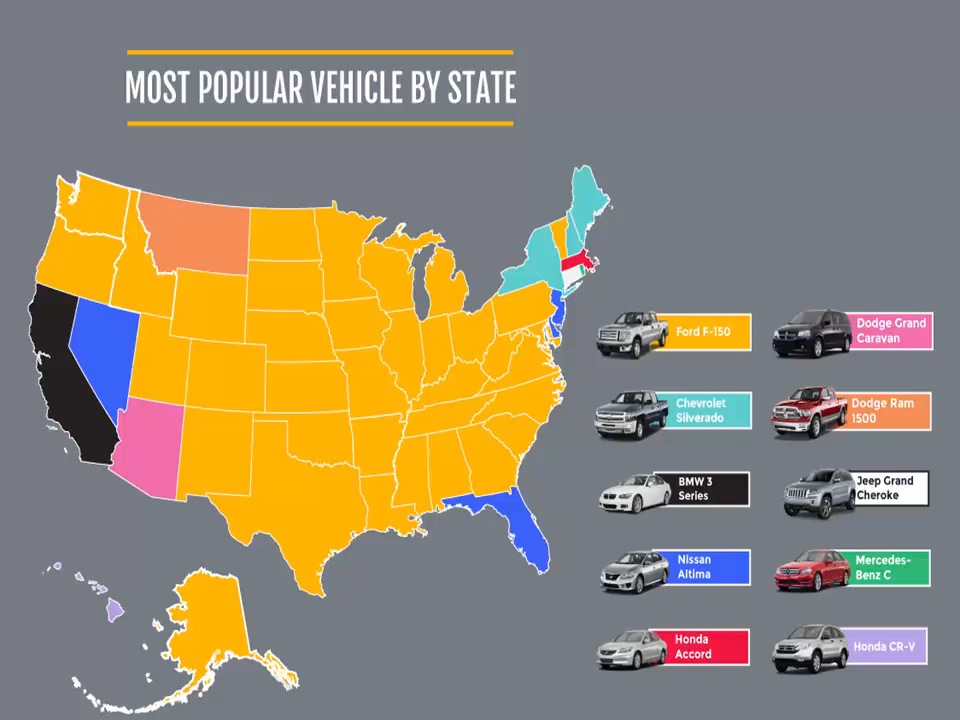 MOST POPULAR VEHICLE BY STATE
Ford F-150
Dodge Grand
Caravan
Chevrolet
Silverado
Dodge Ram
1500
BMW 3
Series
Jeep Grand
Cheroke
Nissan
Altima
Mercedes-
Benz C
Honda
Accord
Honda CR-V